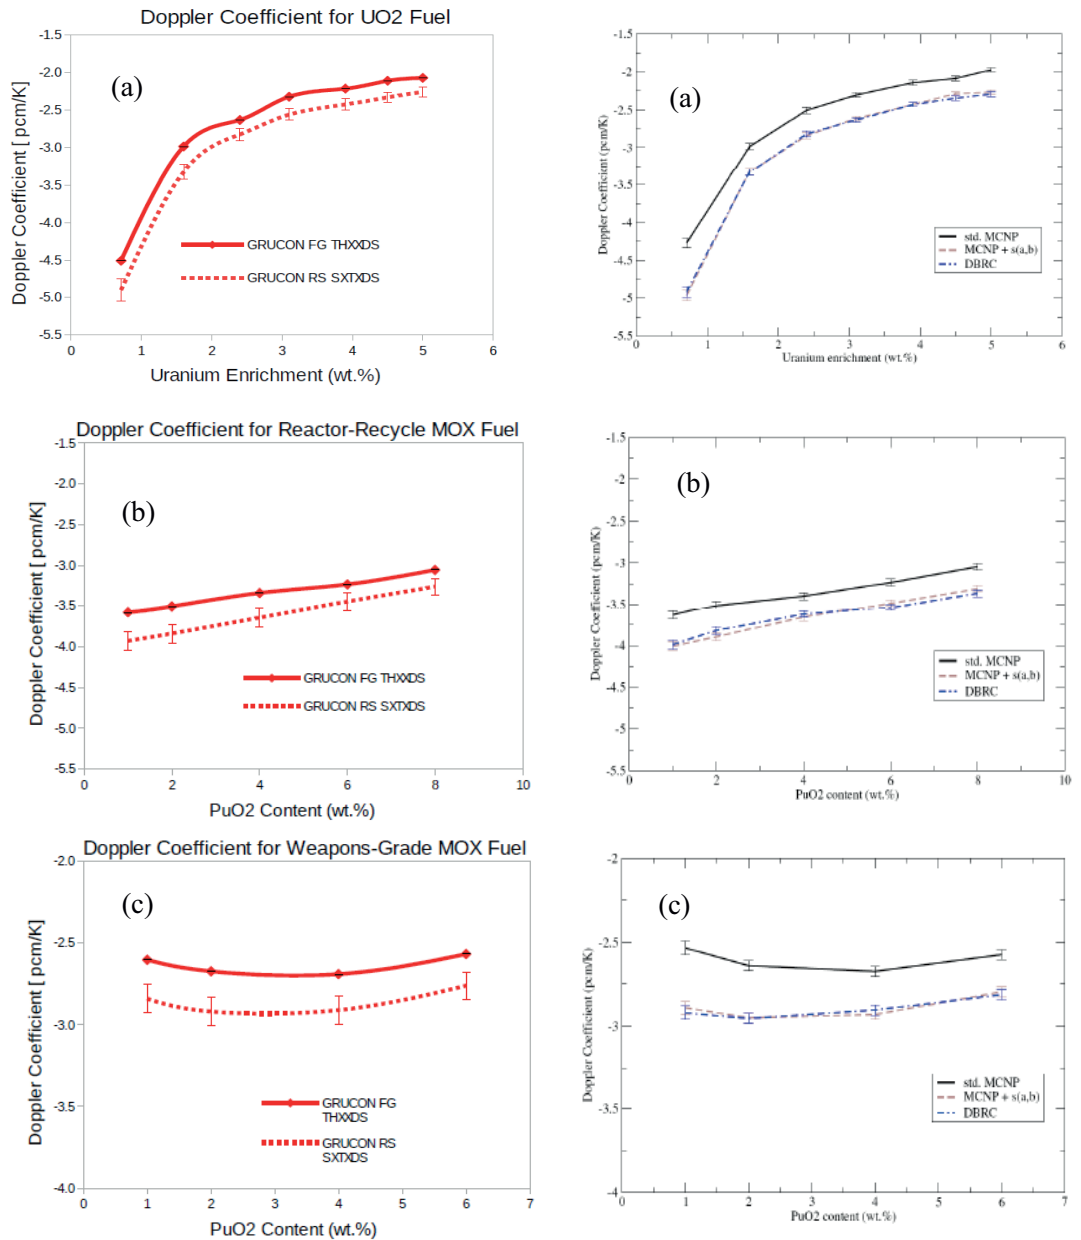 Doppler Coefficient for UO2 Fuel
Doppler Coefficient [ pcm/K]
-1.5
-2.0
-2.5
-3.0
-3.5
-4.0
-4.5
-5.0
-5.5
(a)
GRUCON FG THXXDS
GRUCON RS SXTXDS
0 1 2 3 4 5 6
Uranium Enrichment (wt.%)
Doppler Coefficient (pcm/K)
-1.5
-2
-2.5
-3
-3.5
-4
-4.5
-5
-5.5
(a)
std. MCNP
MCNP + s(a,b)
DBRC
0 1 2 3 4 5 6
Uranium enrichment (wt.%)
Doppler Coefficient for Reactor-Recycle MOX Fuel
Doppler Coefficient [ pcm/K]
-1.5
-2.0
-2.5
-3.0
-3.5
-4.0
-4.5
-5.0
-5.5
(b)
GRUCON FG THXXDS
GRUCON RS SXTXDS
0 2 4 6 8 10
PuO2 Content (wt.%)
Doppler Coefficient (pcm/K)
-1.5
-2
-2.5
-3
-3.5
-4
-4.5
-5
-5.5
(b)
std. MCNP
MCNP + s(a,b)
DBRC
0 2 4 6 8 10
PuO2 content (wt.%)
Doppler Coefficient for Weapons-Grade MOX Fuel
Doppler Coefficient [ pcm/K]
-2.0
-2.5
-3.0
-3.5
-4.0
(c)
GRUCON FG
THXXDS
GRUCON RS
SXTXDS
0 1 2 3 4 5 6 7
PuO2 Content (wt.%)
Doppler Coefficient (pcm/K)
-2
-2.5
-3
-3.5
-4
(c)
std. MCNP
MCNP + s(a,b)
DBRC
0 1 2 3 4 5 6 7
PuO2 content (wt.%)